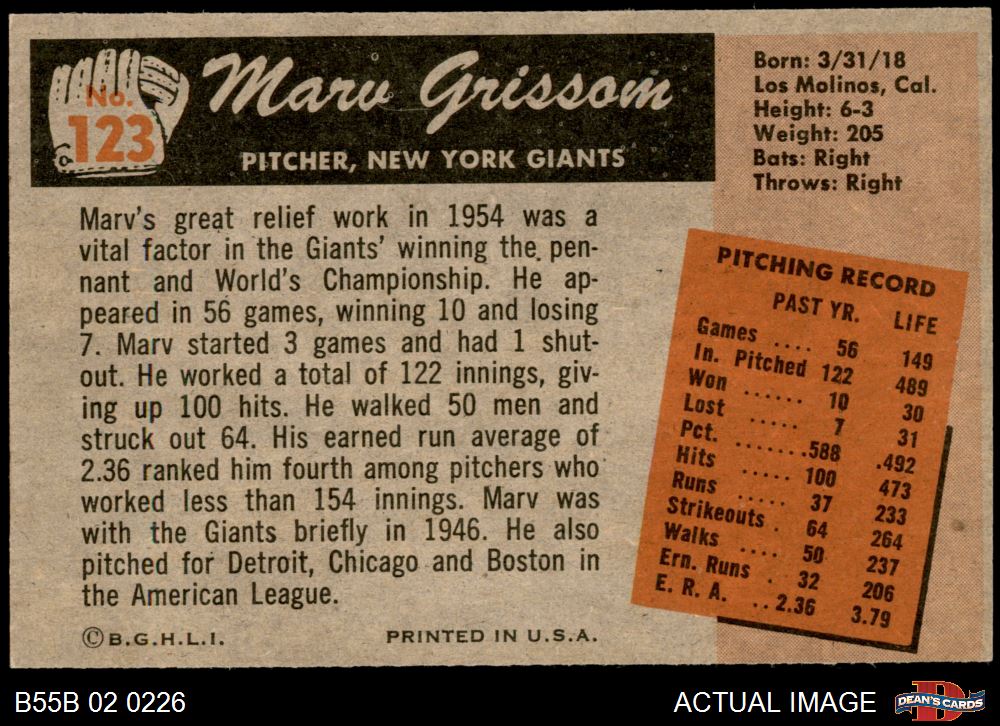 No.
123
Marv Grissom
PITCHER, NEW YORK GIANTS
Born: 3/31/18
Los Molinos, Cal.
Height: 6-3
Weight: 205
Bats: Right
Throws: Right
Marv's great relief work in 1954 was a
vital factor in the Giants' winning the pen-
nant and World's Championship. He ap-
peared in 56 games, winning 10 and losing
7. Marv started 3 games and had 1 shut-
out. He worked a total of 122 innings, giv-
ing up 100 hits. He walked 50 men and
struck out 64. His earned run average of
2.36 ranked him fourth among pitchers who
worked less than 154 innings. Marv was
with the Giants briefly in 1946. He also
pitched for Detroit, Chicago and Boston in
the American League.
PITCHING RECORD
PAST YR. LIFE
Games .... 56 149
In. Pitched 122 489
Won ...... 10 30
Lost ..... 7 31
Pct. .......588 .492
Hits ..... 100 473
Runs ..... 37 233
Strikeouts . 64 264
Walks .... 50 237
Ern. Runs .. 32 206
E. R. A. ..2.36 3.79
©B.G.H.L.I. PRINTED IN U.S.A.
B55B 02 0226 ACTUAL IMAGE
D
DEAN'S CARDS